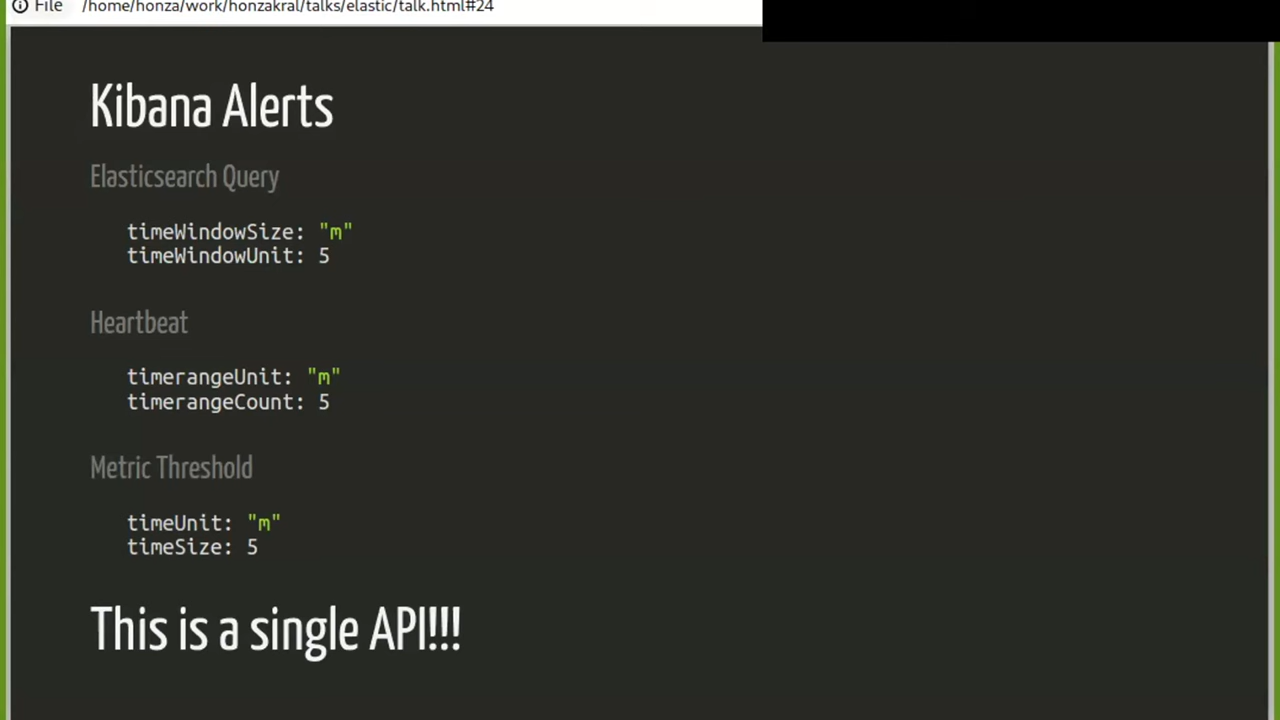 File /home/honza/work/honzakral/talks/elastic/talk.html#24
Kibana Alerts
Elasticsearch Query
timeWindowSize: "m"
timeWindowUnit: 5
Heartbeat
timerangeUnit: "m"
timerangeCount: 5
Metric Threshold
timeUnit: "m"
timeSize: 5
This is a single API!!!